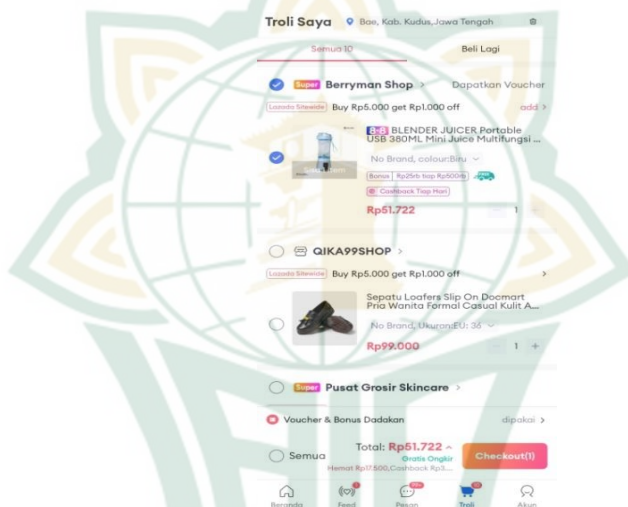 Troli Saya Bae, Kab. Kudus,Jawa Tengah
Semua 10 Beli Lagi
Super Berryman Shop > Dapatkan Voucher
Lazada Sitewide Buy Rp5.000 get Rp1.000 off add >
8.8 BLENDER JUICER Portable
USB 380ML Mini Juice Multifungsi ...
No Brand, colour:Biru
Bonus Rp25rb tiap Rp500rb
Cashback Tiap Hari
Rp51.722 1 +
QIKA99SHOP >
Lazada Sitewide Buy Rp5.000 get Rp1.000 off >
Sepatu Loafers Slip On Docmart
Pria Wanita Formal Casual Kulit A...
No Brand, Ukuran:EU: 36
Rp99.000 - 1 +
Super Pusat Grosir Skincare >
Voucher & Bonus Dadakan dipakai >
Total: Rp51.722
Semua Gratis Ongkir Checkout(1)
Hemat Rp17.500,Cashback Rp3....
Beranda Feed Pesan Troli Akun